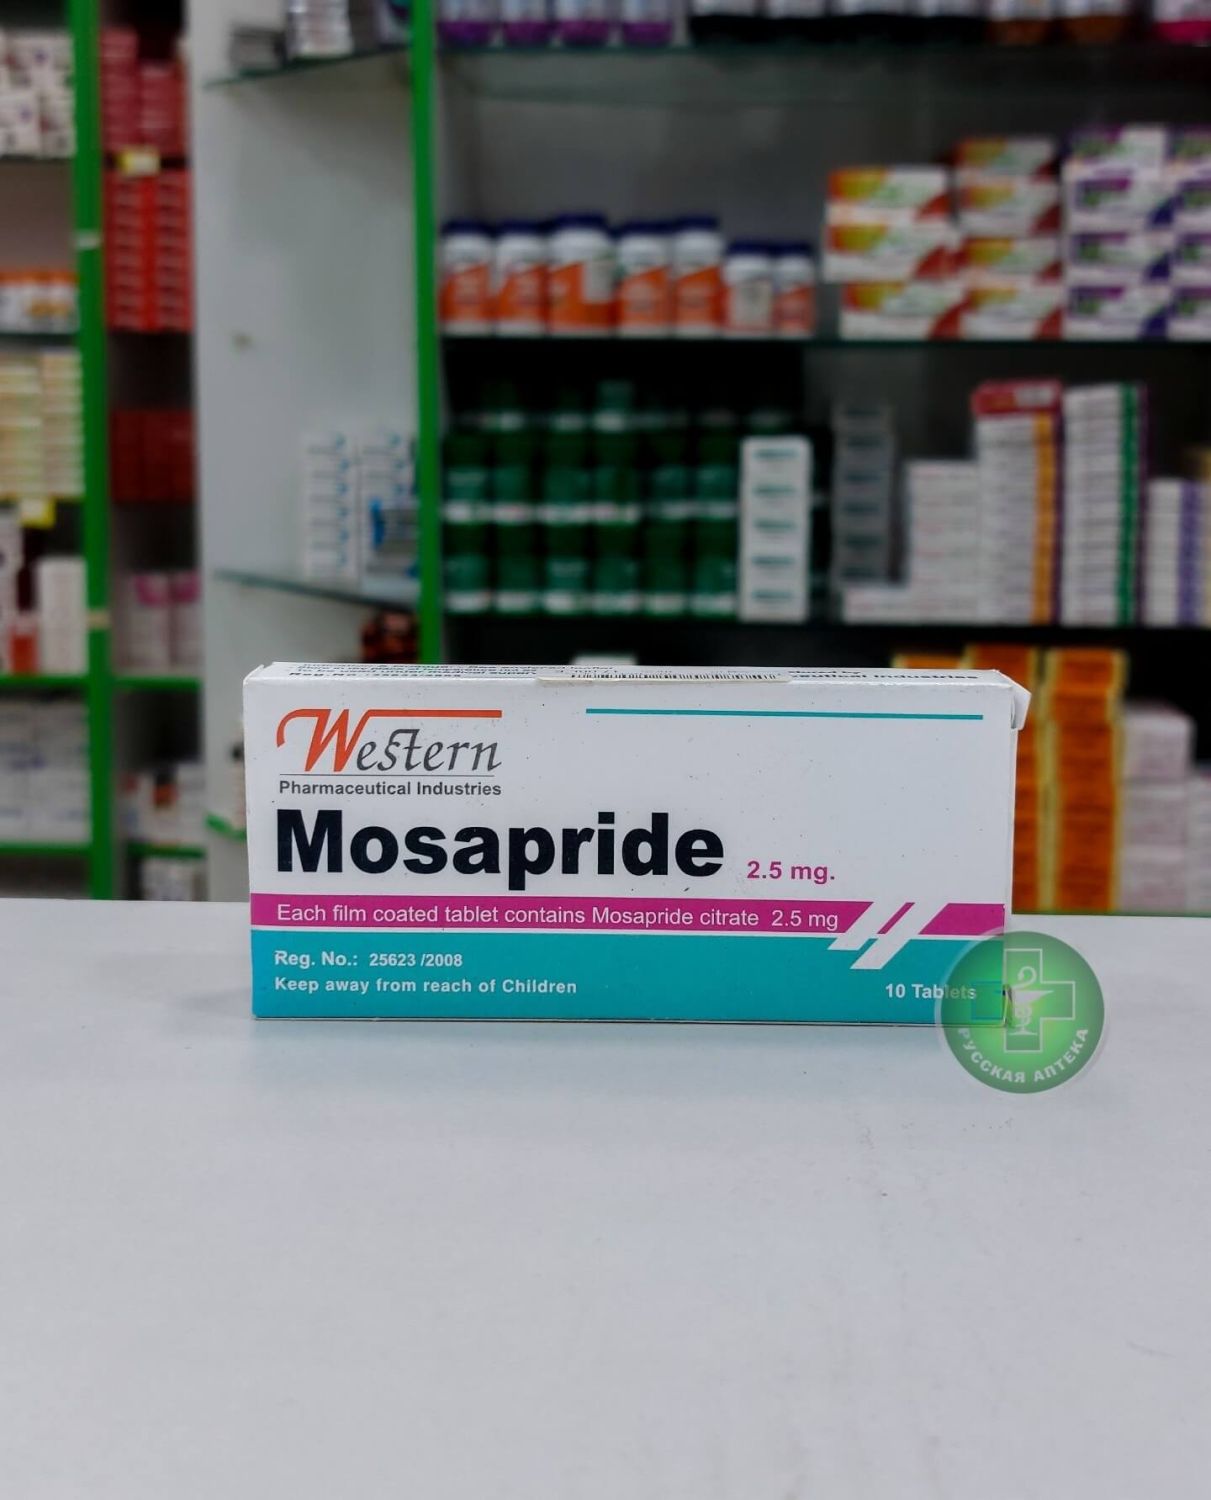 Western
Pharmaceutical Industries
Mosapride 2.5 mg.
Each film coated tablet contains Mosapride citrate 2.5 mg
Reg. No.: 25623 /2008
Keep away from reach of Children
10 Tablets
РУССКАЯ АПТЕКА